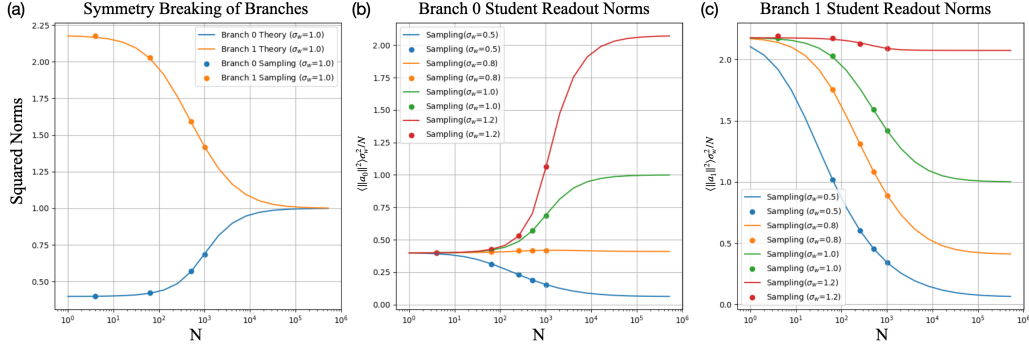 (a) Symmetry Breaking of Branches
Squared Norms
2.25
2.00
1.75
1.50
1.25
1.00
0.75
0.50
Branch 0 Theory (σw=1.0)
Branch 1 Theory (σw=1.0)
Branch 0 Sampling (σw=1.0)
Branch 1 Sampling (σw=1.0)
10⁰ 10¹ 10² 10³ 10⁴ 10⁵ 10⁶
N
(b) Branch 0 Student Readout Norms
⟨||a₀||²⟩σw²/N
2.00
1.75
1.50
1.25
1.00
0.75
0.50
0.25
0.00
Sampling(σw=0.5)
Sampling (σw=0.5)
Sampling(σw=0.8)
Sampling (σw=0.8)
Sampling(σw=1.0)
Sampling (σw=1.0)
Sampling(σw=1.2)
Sampling (σw=1.2)
10⁰ 10¹ 10² 10³ 10⁴ 10⁵ 10⁶
N
(c) Branch 1 Student Readout Norms
⟨||a₁||²⟩σw²/N
2.0
1.5
1.0
0.5
0.0
Sampling(σw=0.5)
Sampling (σw=0.5)
Sampling(σw=0.8)
Sampling (σw=0.8)
Sampling(σw=1.0)
Sampling (σw=1.0)
Sampling(σw=1.2)
Sampling (σw=1.2)
10⁰ 10¹ 10² 10³ 10⁴ 10⁵ 10⁶
N